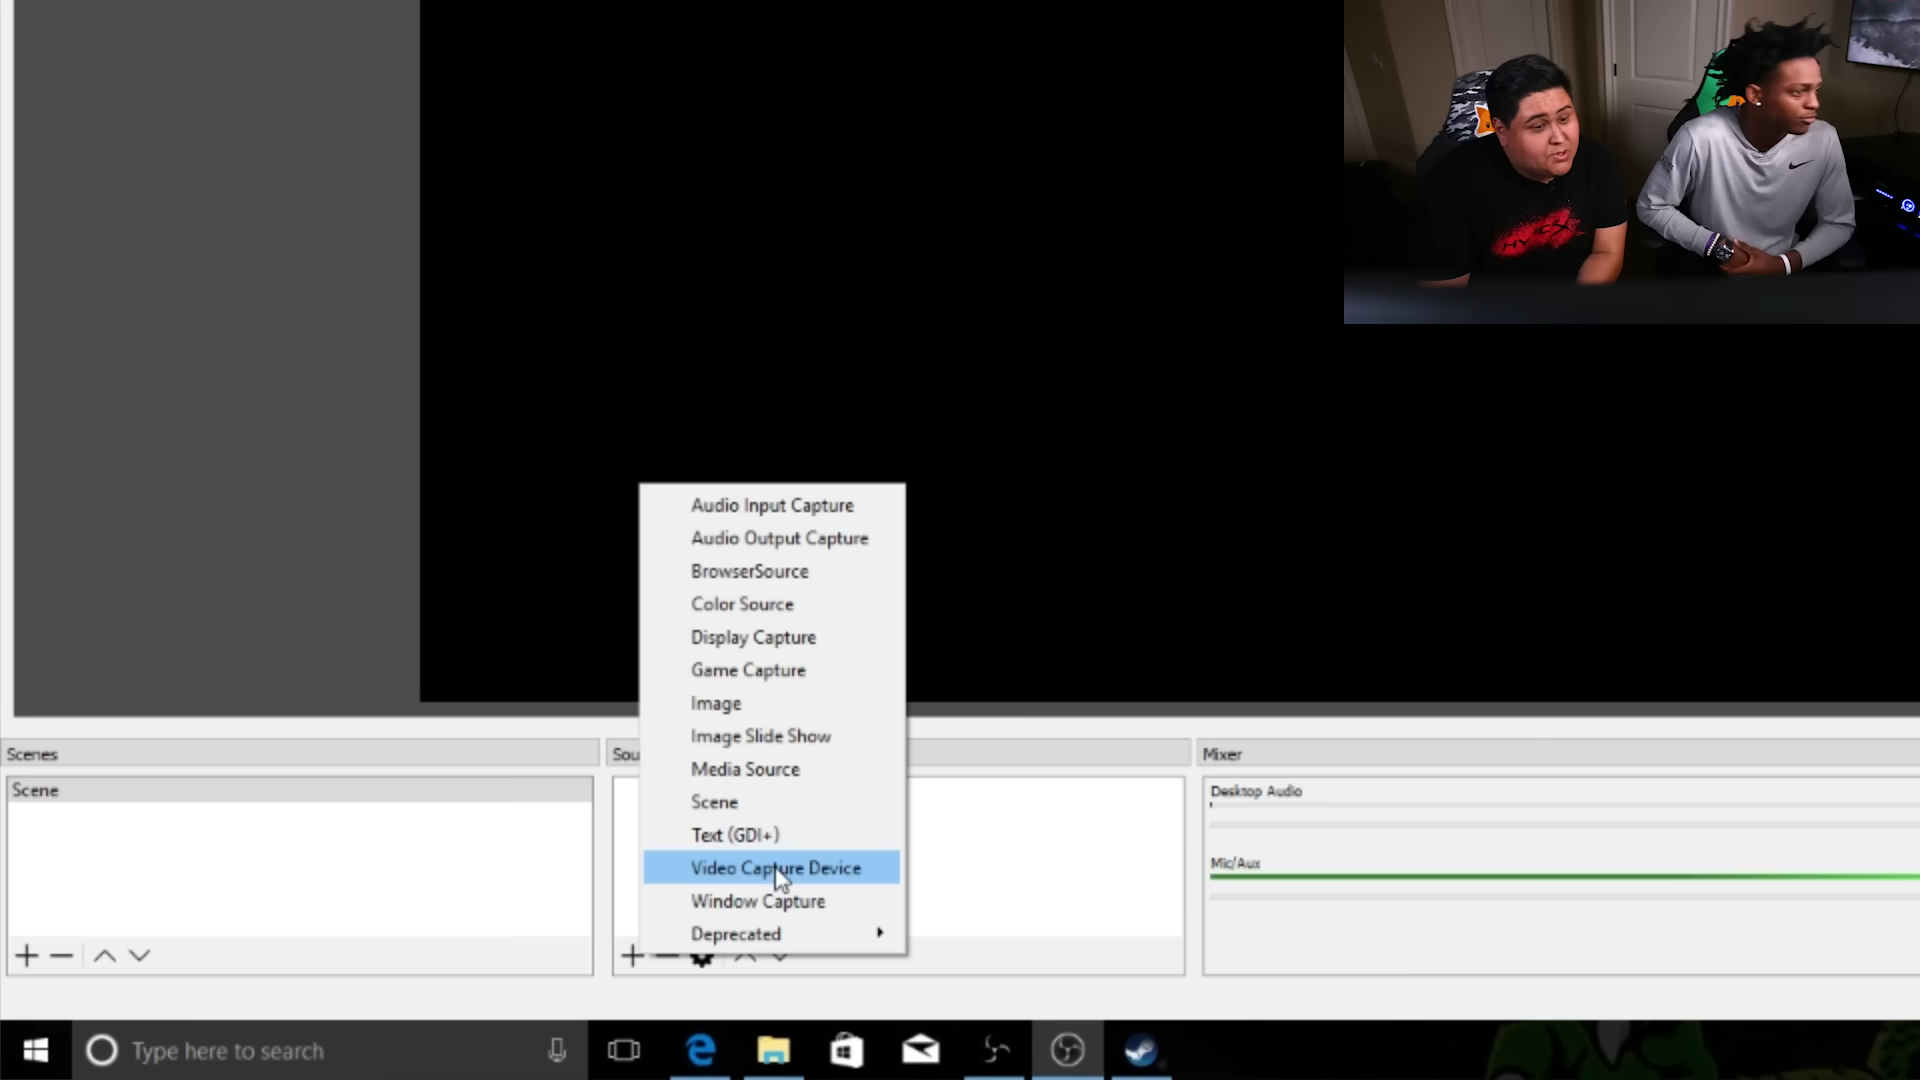 HYPERX
Audio Input Capture
Audio Output Capture
BrowserSource
Color Source
Display Capture
Game Capture
Image
Image Slide Show
Media Source
Scene
Text (GDI+)
Video Capture Device
Window Capture
Deprecated
Scenes
Scene
Sou
Mixer
Desktop Audio
Mic/Aux
Type here to search